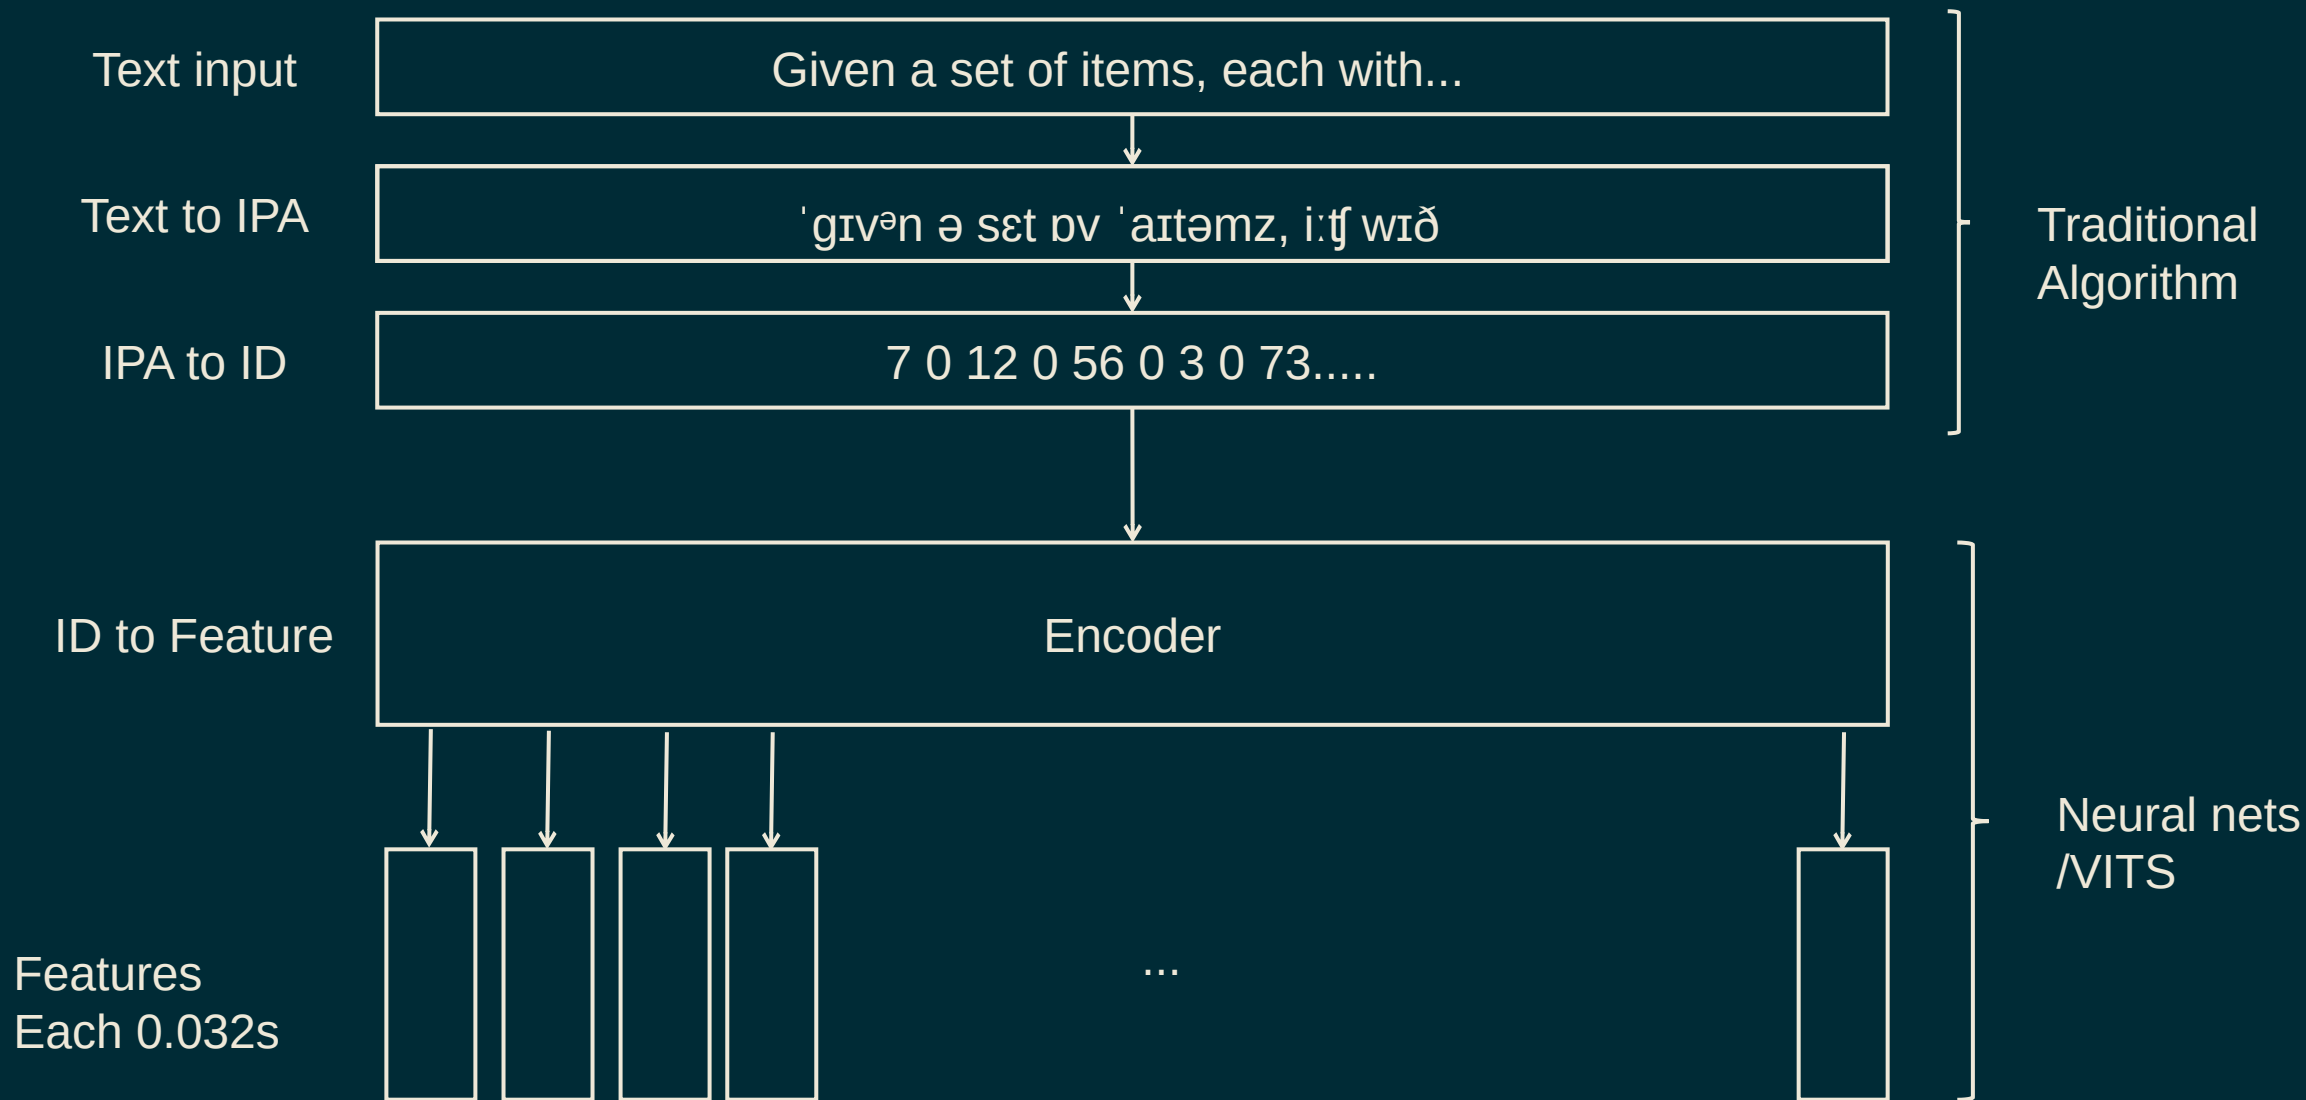 Text input
Given a set of items, each with...
Text to IPA
ˈgɪvᵊn ə sɛt ɒv ˈaɪtəmz, iːʧ wɪð
Traditional
Algorithm
IPA to ID
7 0 12 0 56 0 3 0 73.....
ID to Feature
Encoder
Neural nets
/VITS
Features
Each 0.032s
...